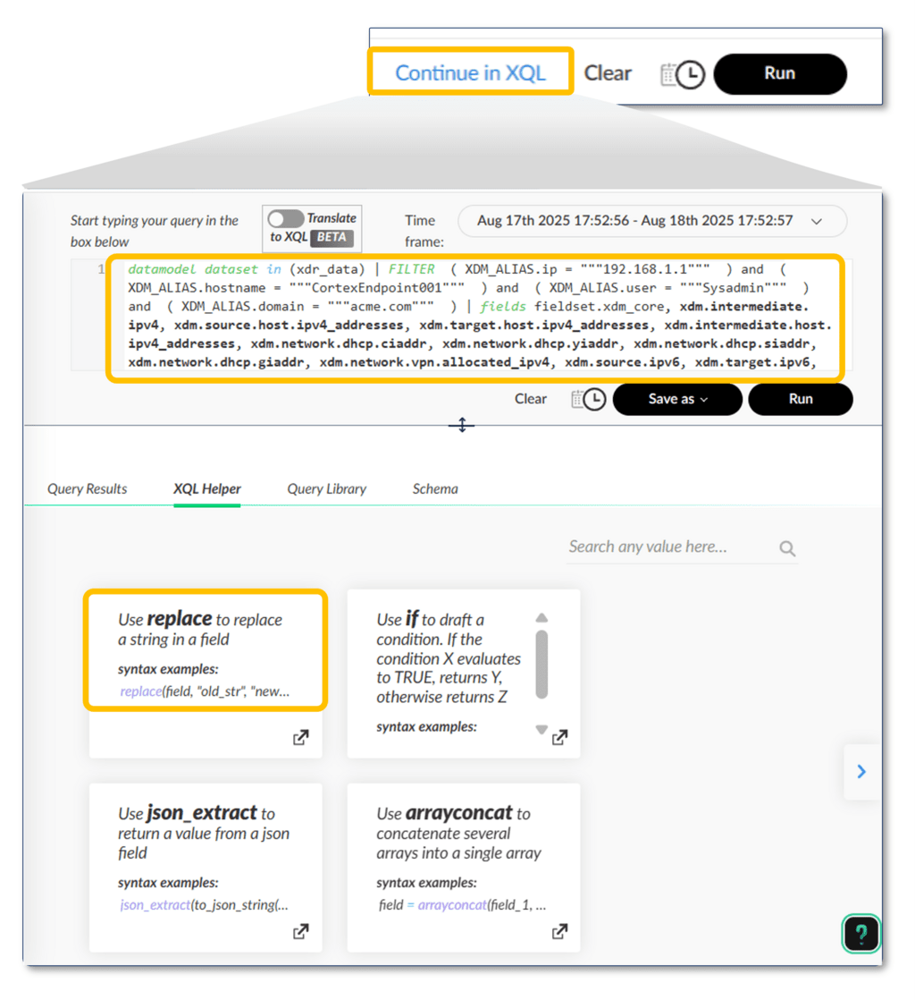 Continue in XQL Clear Run
Start typing your query in the
box below
Translate
to XQL BETA
Time
frame:
Aug 17th 2025 17:52:56 - Aug 18th 2025 17:52:57
1 datamodel dataset in (xdr_data) | FILTER ( XDM_ALIAS.ip = """192.168.1.1""" ) and (
XDM_ALIAS.hostname = """CortexEndpoint001""" ) and ( XDM_ALIAS.user = """Sysadmin""" )
and ( XDM_ALIAS.domain = """acme.com""" ) | fields fieldset.xdm_core, xdm.intermediate.
ipv4, xdm.source.host.ipv4_addresses, xdm.target.host.ipv4_addresses, xdm.intermediate.host.
ipv4_addresses, xdm.network.dhcp.ciaddr, xdm.network.dhcp.yiaddr, xdm.network.dhcp.siaddr,
xdm.network.dhcp.giaddr, xdm.network.vpn.allocated_ipv4, xdm.source.ipv6, xdm.target.ipv6,
Clear Save as Run
Query Results XQL Helper Query Library Schema
Search any value here...
Use replace to replace
a string in a field
syntax examples:
replace(field, "old_str", "new...
Use if to draft a
condition. If the
condition X evaluates
to TRUE, returns Y,
otherwise returns Z
syntax examples:
Use json_extract to
return a value from a json
field
syntax examples:
json_extract(to_json_string(...
Use arrayconcat to
concatenate several
arrays into a single array
syntax examples:
field = arrayconcat(field_1, ...
?